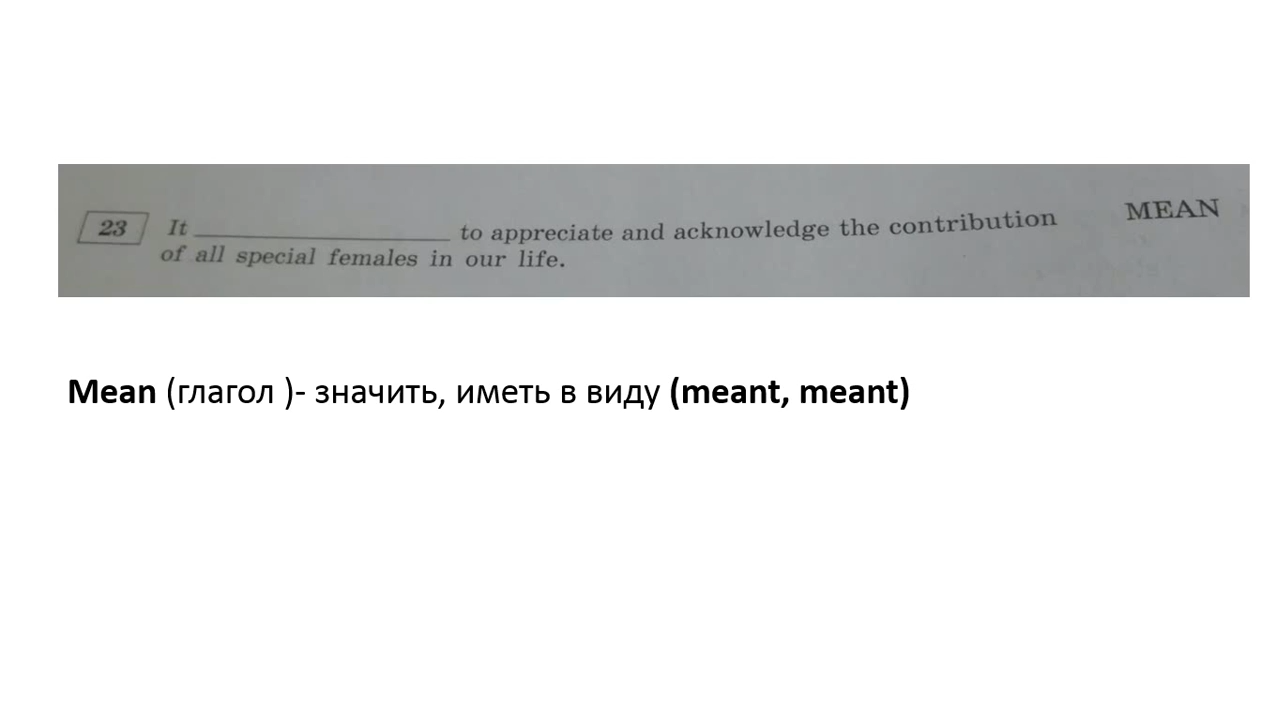 23 It ____________________ to appreciate and acknowledge the contribution MEAN
of all special females in our life.
Mean (глагол )- значить, иметь в виду (meant, meant)